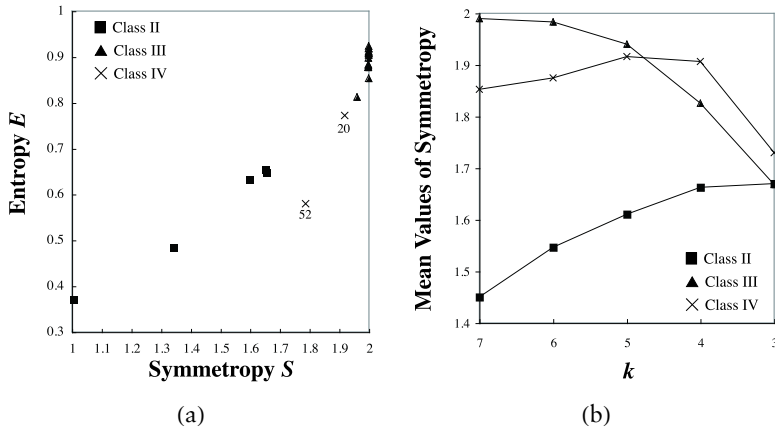 1
0.9
0.8
0.7
0.6
0.5
0.4
0.3
Entropy E
Class II
Class III
Class IV
20
52
1 1.1 1.2 1.3 1.4 1.5 1.6 1.7 1.8 1.9 2
Symmetropy S
(a)
2
1.9
1.8
1.7
1.6
1.5
1.4
Mean Values of Symmetropy
Class II
Class III
Class IV
7 6 5 4 3
k
(b)